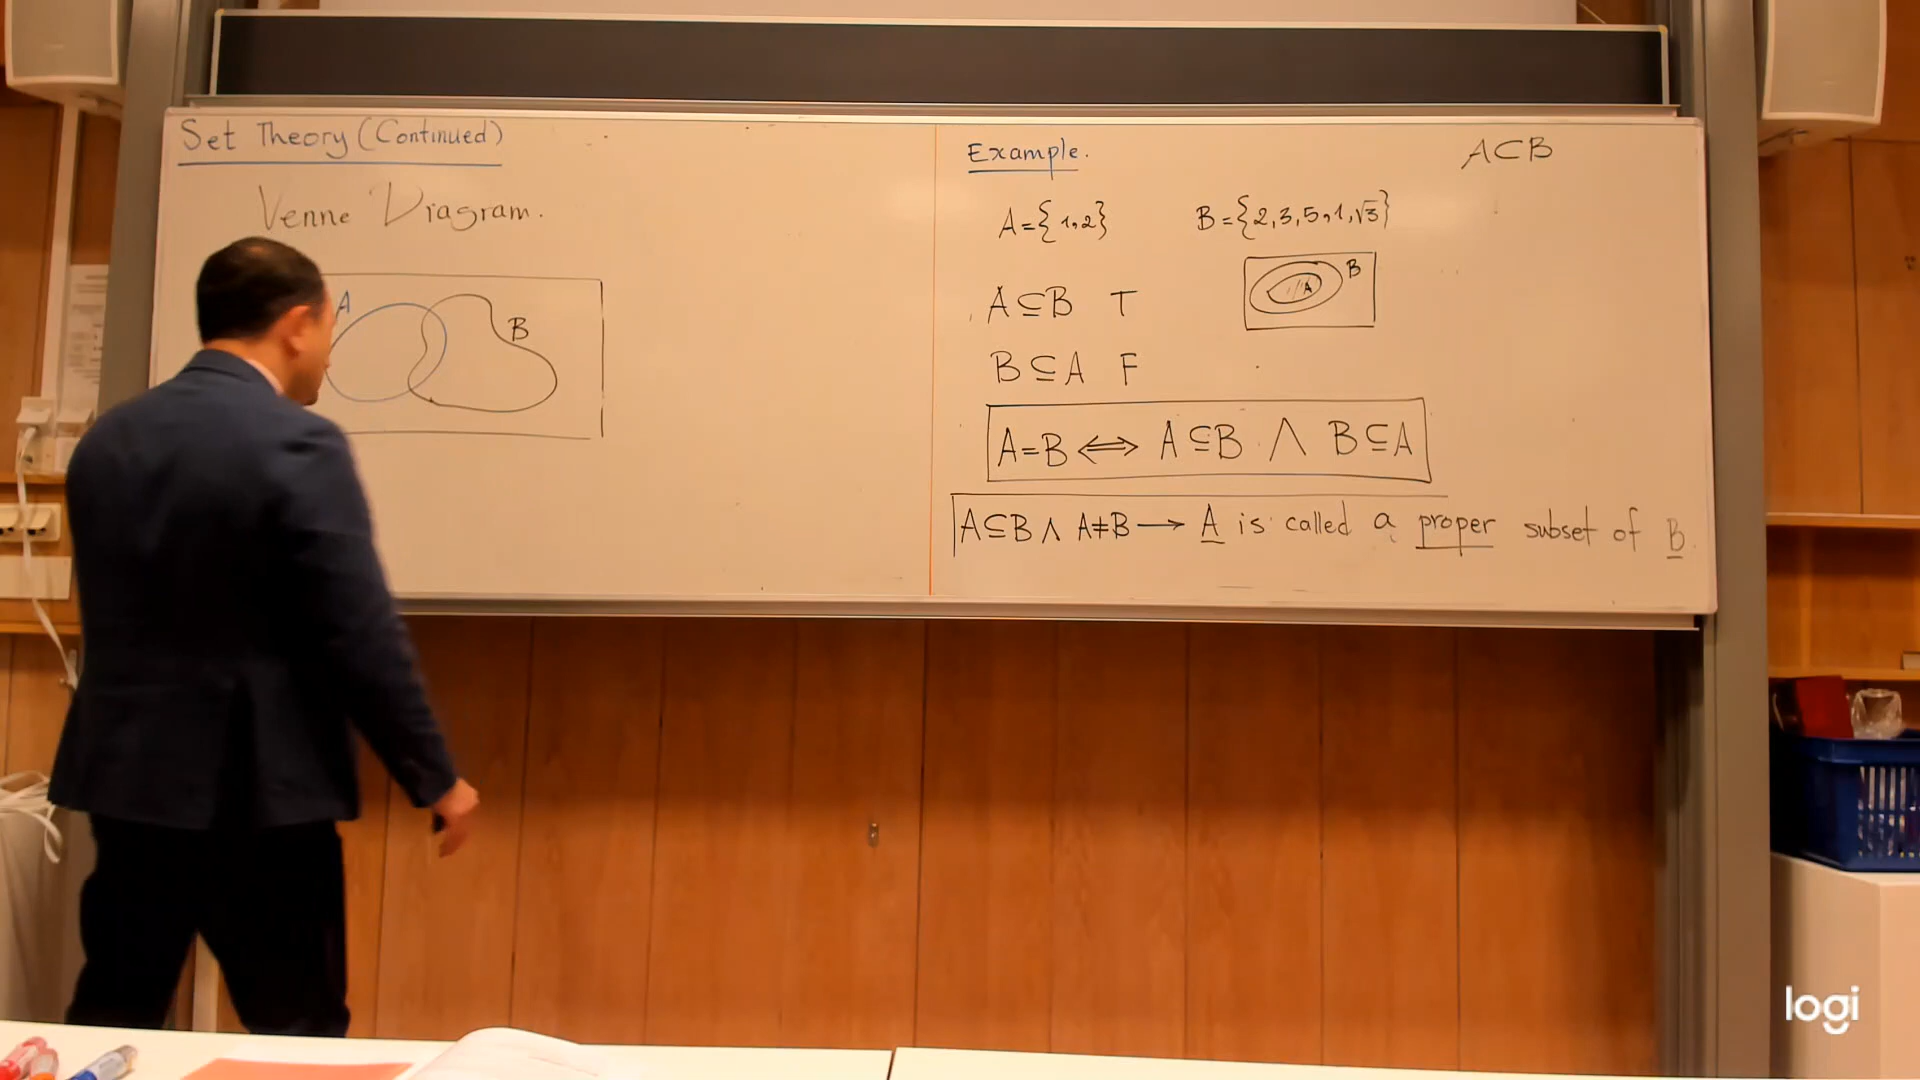 Set Theory (Continued)
Venne Diagram.
A
B
Example.
A⊂B
A={1,2}
B={2,3,5,1,√3}
A⊆B T
B
A
B⊆A F
A=B ⟺ A⊆B ∧ B⊆A
A⊆B ∧ A≠B ⟶ A is called a proper subset of B
logi